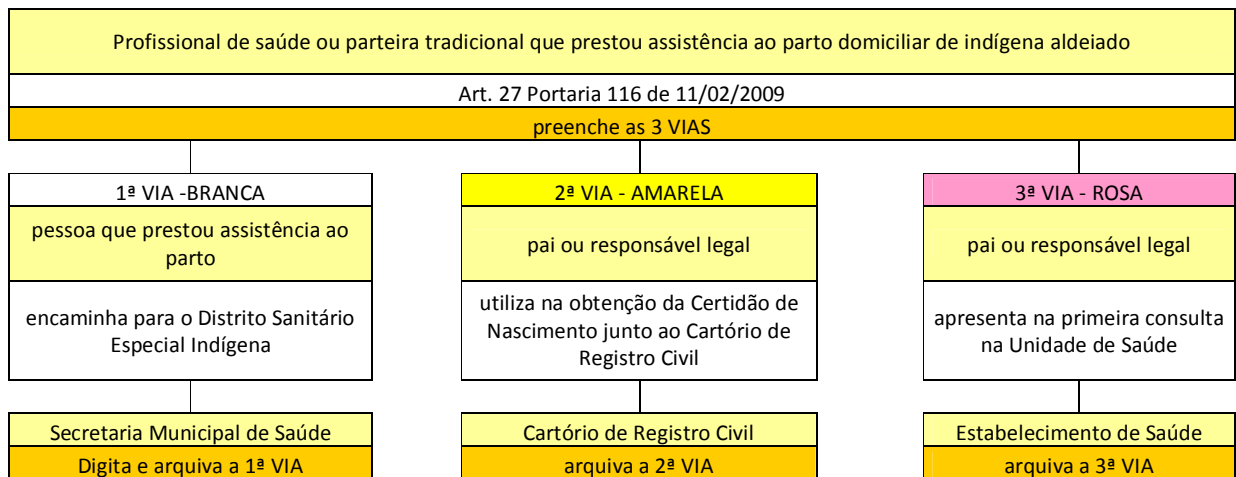 Profissional de saúde ou parteira tradicional que prestou assistência ao parto domiciliar de indígena aldeiado
Art. 27 Portaria 116 de 11/02/2009
preenche as 3 VIAS
1ª VIA -BRANCA
pessoa que prestou assistência ao
parto
encaminha para o Distrito Sanitário
Especial Indígena
Secretaria Municipal de Saúde
Digita e arquiva a 1ª VIA
2ª VIA - AMARELA
pai ou responsável legal
utiliza na obtenção da Certidão de
Nascimento junto ao Cartório de
Registro Civil
Cartório de Registro Civil
arquiva a 2ª VIA
3ª VIA - ROSA
pai ou responsável legal
apresenta na primeira consulta
na Unidade de Saúde
Estabelecimento de Saúde
arquiva a 3ª VIA